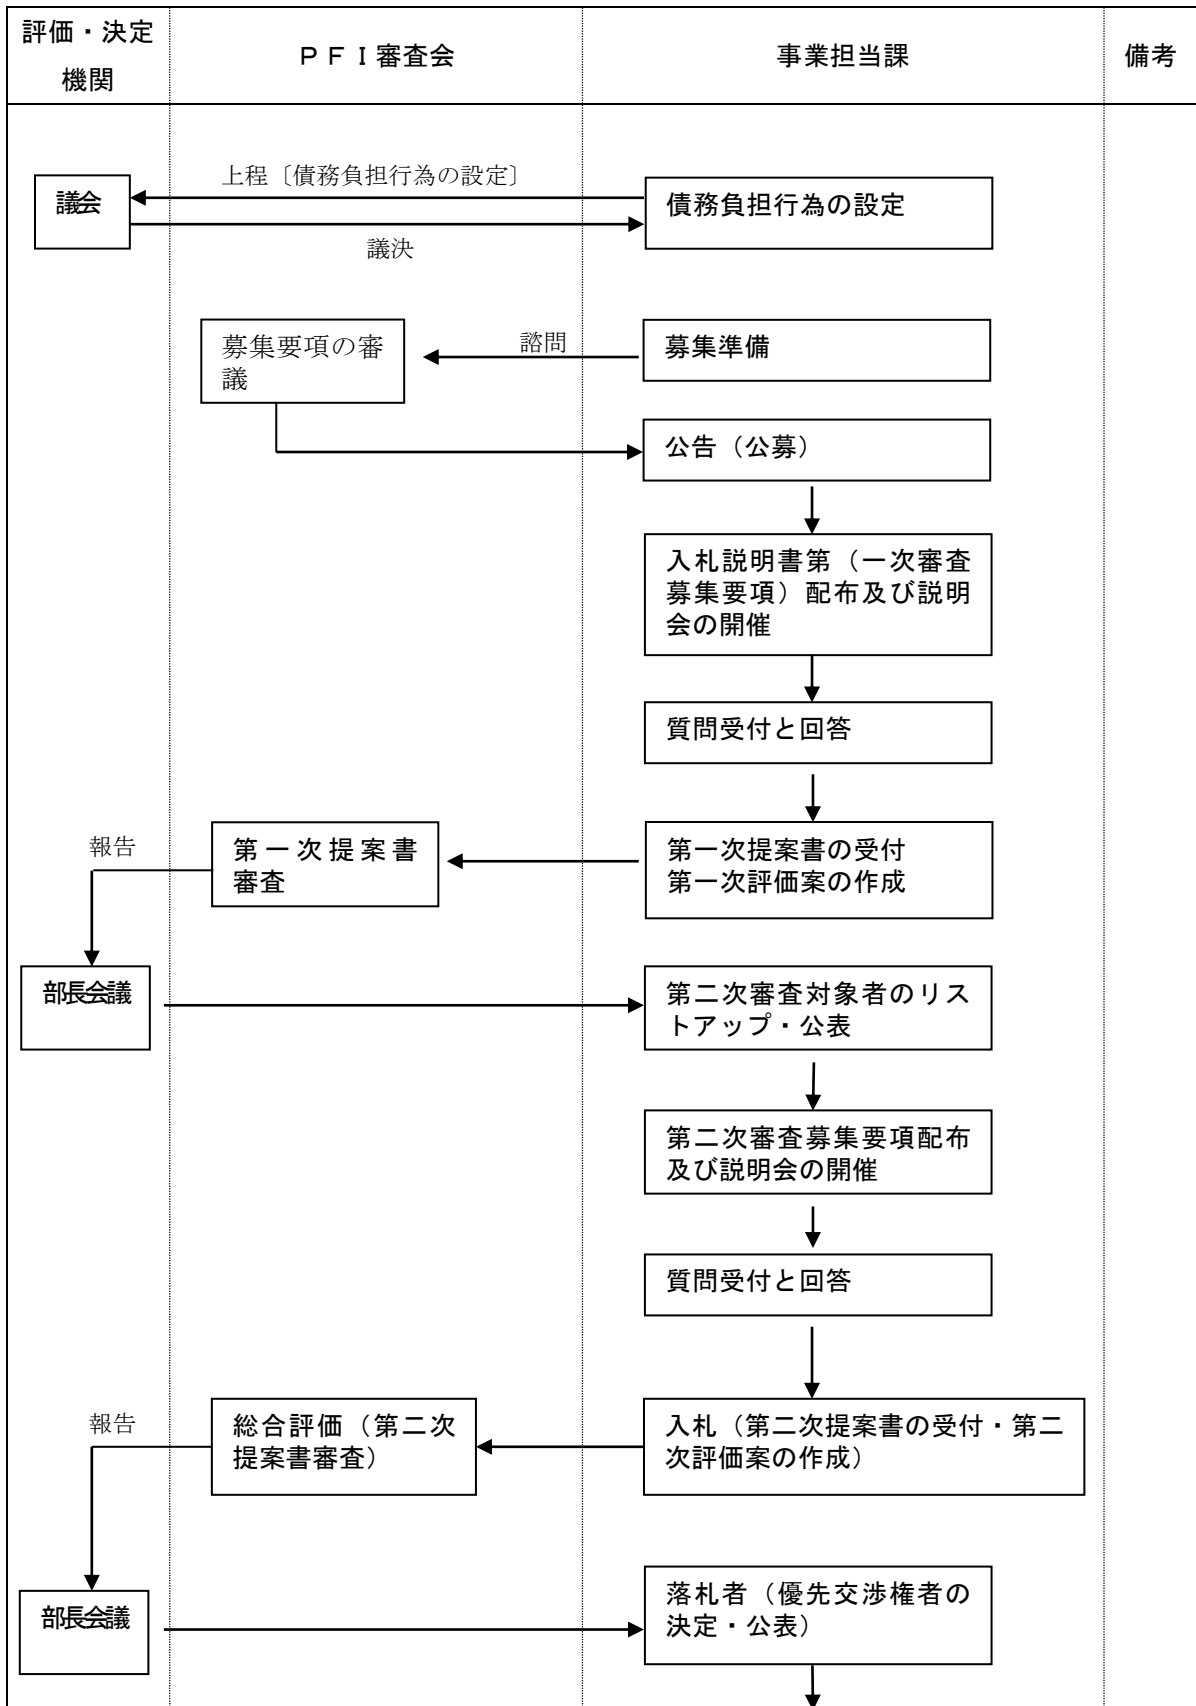 評価・決定
機関
ＰＦＩ審査会
事業担当課
備考
上程〔債務負担行為の設定〕
議会
債務負担行為の設定
議決
募集要項の審
議
諮問
募集準備
公告（公募）
入札説明書第（一次審査
募集要項）配布及び説明
会の開催
質問受付と回答
報告
第一次提案書
審査
第一次提案書の受付
第一次評価案の作成
部長会議
第二次審査対象者のリス
トアップ・公表
第二次審査募集要項配布
及び説明会の開催
質問受付と回答
報告
総合評価（第二次
提案書審査）
入札（第二次提案書の受付・第二
次評価案の作成）
部長会議
落札者（優先交渉権者の
決定・公表）